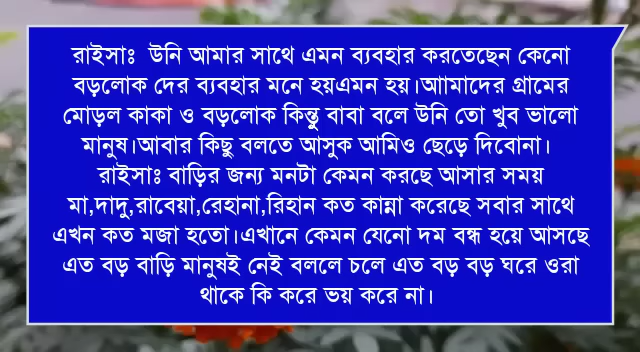 রাইসাঃ  উনি আমার সাথে এমন ব্যবহার করতেছেন কেনো
বড়লোক দের ব্যবহার মনে হয়এমন হয়।আামাদের গ্রামের
মোড়ল কাকা ও বড়লোক কিন্তুু বাবা বলে উনি তো খুব ভালো
মানুষ।আবার কিছু বলতে আসুক আমিও ছেড়ে দিবোনা।
রাইসাঃ বাড়ির জন্য মনটা কেমন করছে আসার সময়
মা,দাদু,রাবেয়া,রেহানা,রিহান কত কান্না করেছে সবার সাথে
এখন কত মজা হতো।এখানে কেমন যেনো দম বন্ধ হয়ে আসছে
এত বড় বাড়ি মানুষই নেই বললে চলে এত বড় বড় ঘরে ওরা
থাকে কি করে ভয় করে না।